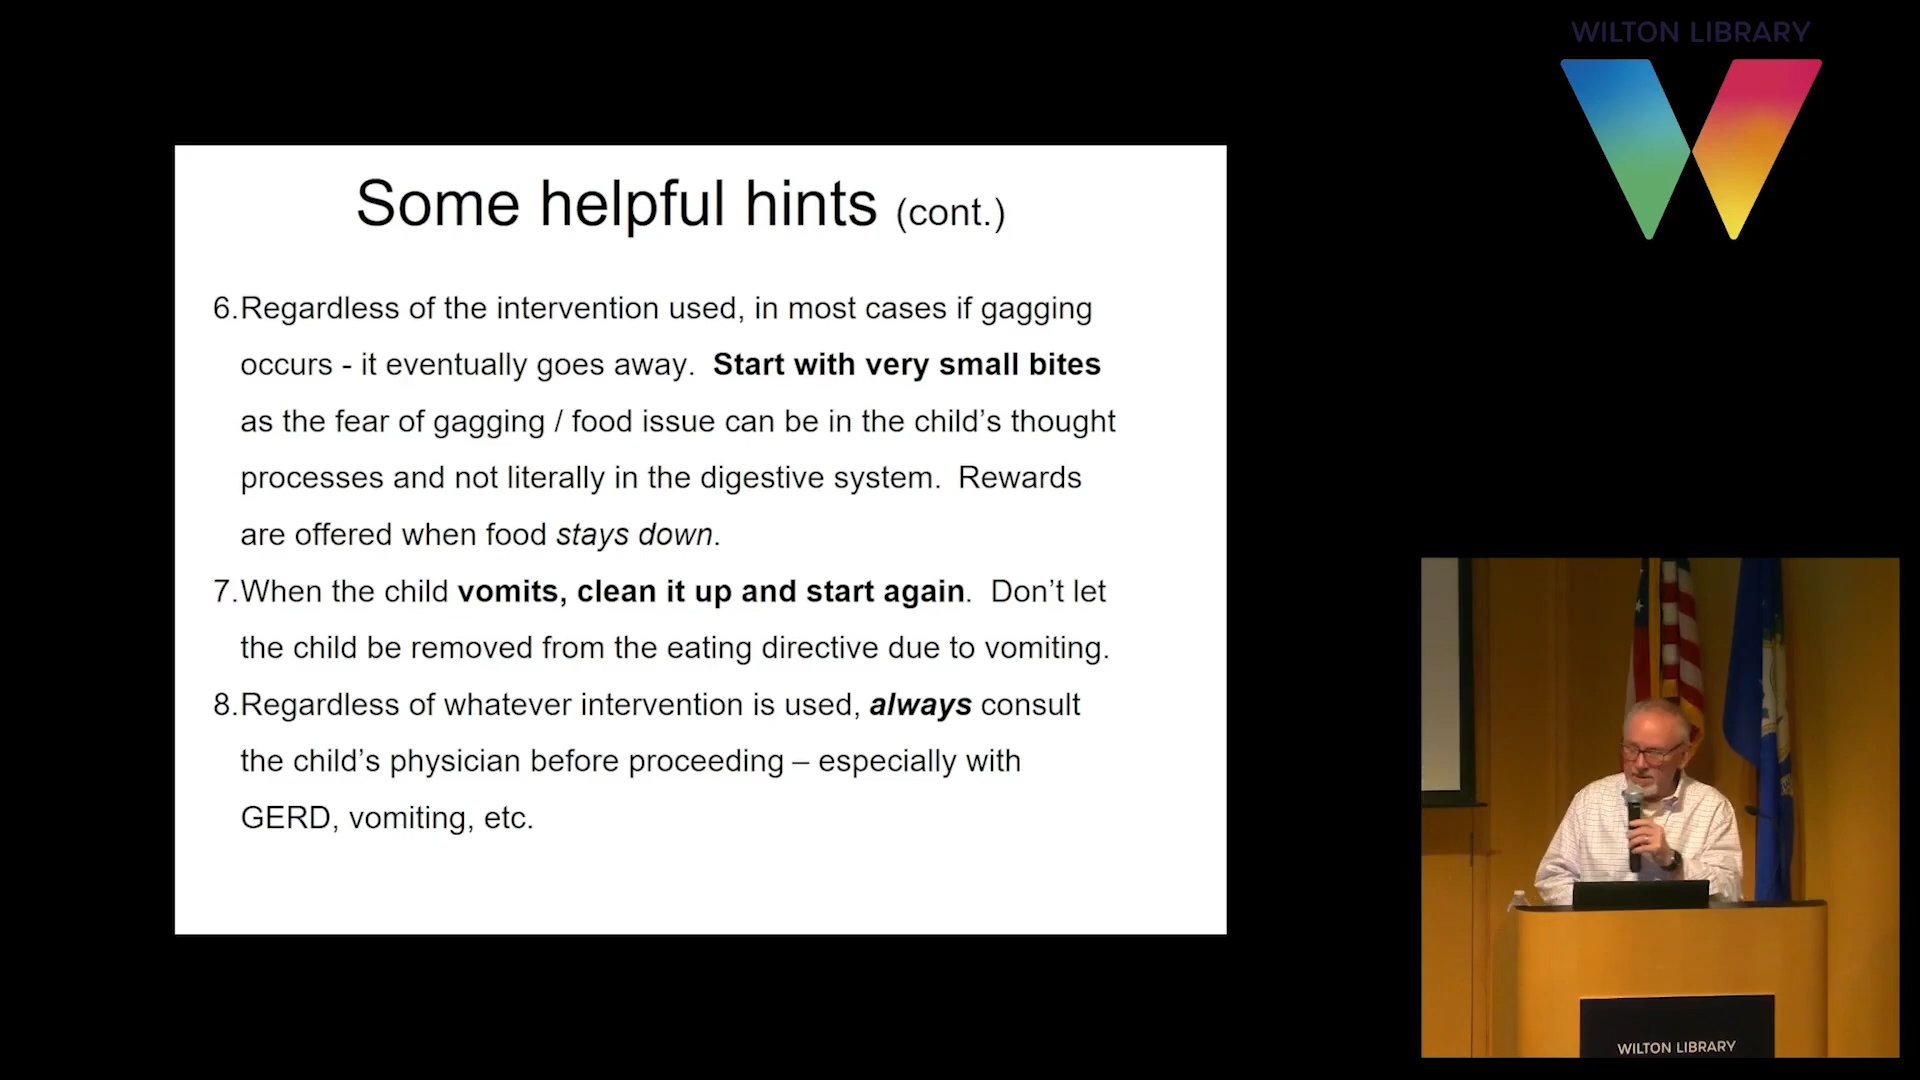 WILTON LIBRARY
Some helpful hints (cont.)
6.Regardless of the intervention used, in most cases if gagging
occurs - it eventually goes away. Start with very small bites
as the fear of gagging / food issue can be in the child’s thought
processes and not literally in the digestive system. Rewards
are offered when food stays down.
7.When the child vomits, clean it up and start again. Don’t let
the child be removed from the eating directive due to vomiting.
8.Regardless of whatever intervention is used, always consult
the child’s physician before proceeding – especially with
GERD, vomiting, etc.
WILTON LIBRARY